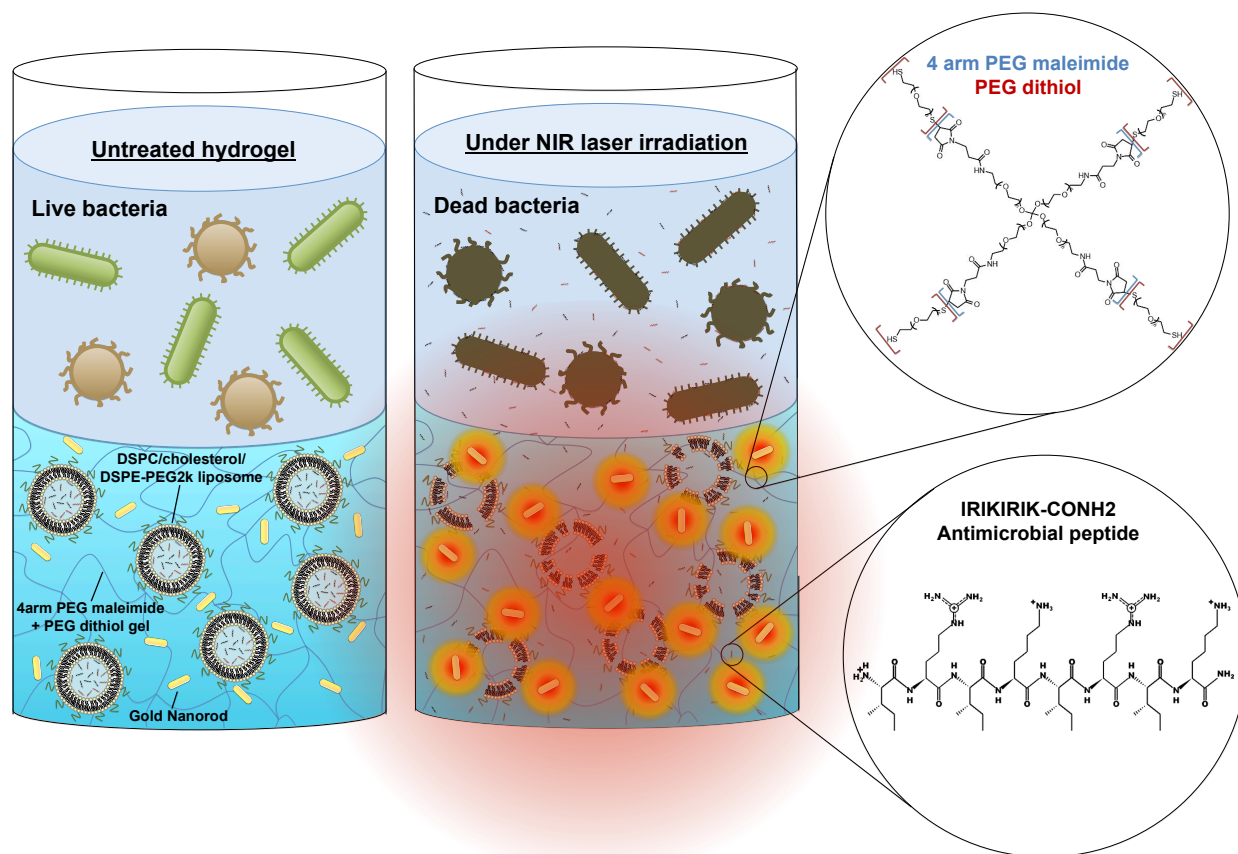 Untreated hydrogel
Live bacteria
DSPC/cholesterol/
DSPE-PEG2k liposome
4arm PEG maleimide
+ PEG dithiol gel
Gold Nanorod
Under NIR laser irradiation
Dead bacteria
4 arm PEG maleimide
PEG dithiol
IRIKIRIK-CONH2
Antimicrobial peptide